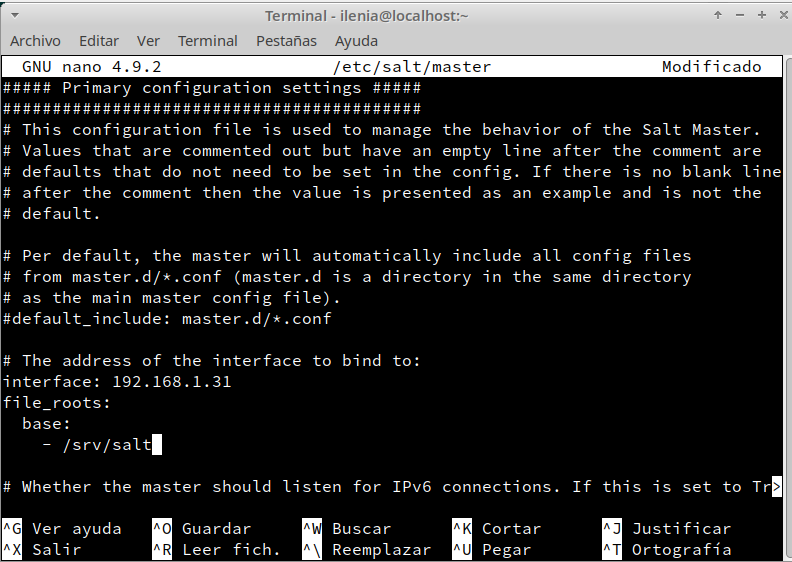 Terminal - ilenia@localhost:~
Archivo Editar Ver Terminal Pestañas Ayuda
GNU nano 4.9.2 /etc/salt/master Modificado
##### Primary configuration settings #####
##########################################
# This configuration file is used to manage the behavior of the Salt Master.
# Values that are commented out but have an empty line after the comment are
# defaults that do not need to be set in the config. If there is no blank line
# after the comment then the value is presented as an example and is not the
# default.

# Per default, the master will automatically include all config files
# from master.d/*.conf (master.d is a directory in the same directory
# as the main master config file).
#default_include: master.d/*.conf

# The address of the interface to bind to:
interface: 192.168.1.31
file_roots:
  base:
    - /srv/salt

# Whether the master should listen for IPv6 connections. If this is set to Tr>

^G Ver ayuda ^O Guardar ^W Buscar ^K Cortar ^J Justificar
^X Salir ^R Leer fich. ^\ Reemplazar ^U Pegar ^T Ortografía